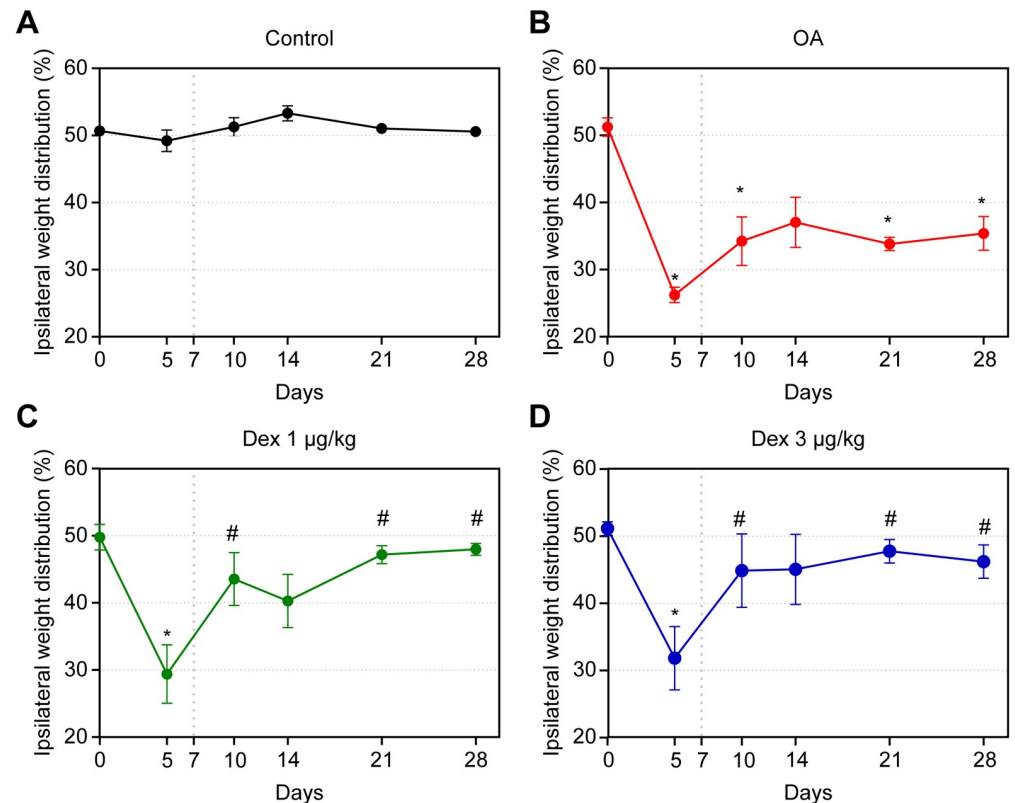 A
Control
Ipsilateral weight distribution (%)
60
50
40
30
20
0 5 7 10 14 21 28
Days
B
OA
Ipsilateral weight distribution (%)
60
50
40
30
20
* * * *
0 5 7 10 14 21 28
Days
C
Dex 1 µg/kg
Ipsilateral weight distribution (%)
60
50
40
30
20
* # # #
0 5 7 10 14 21 28
Days
D
Dex 3 µg/kg
Ipsilateral weight distribution (%)
60
50
40
30
20
* # # #
0 5 7 10 14 21 28
Days